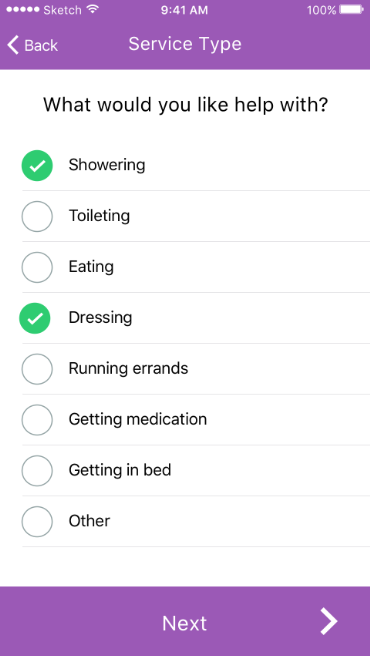 Sketch 9:41 AM 100%
Back Service Type
What would you like help with?
Showering
Toileting
Eating
Dressing
Running errands
Getting medication
Getting in bed
Other
Next